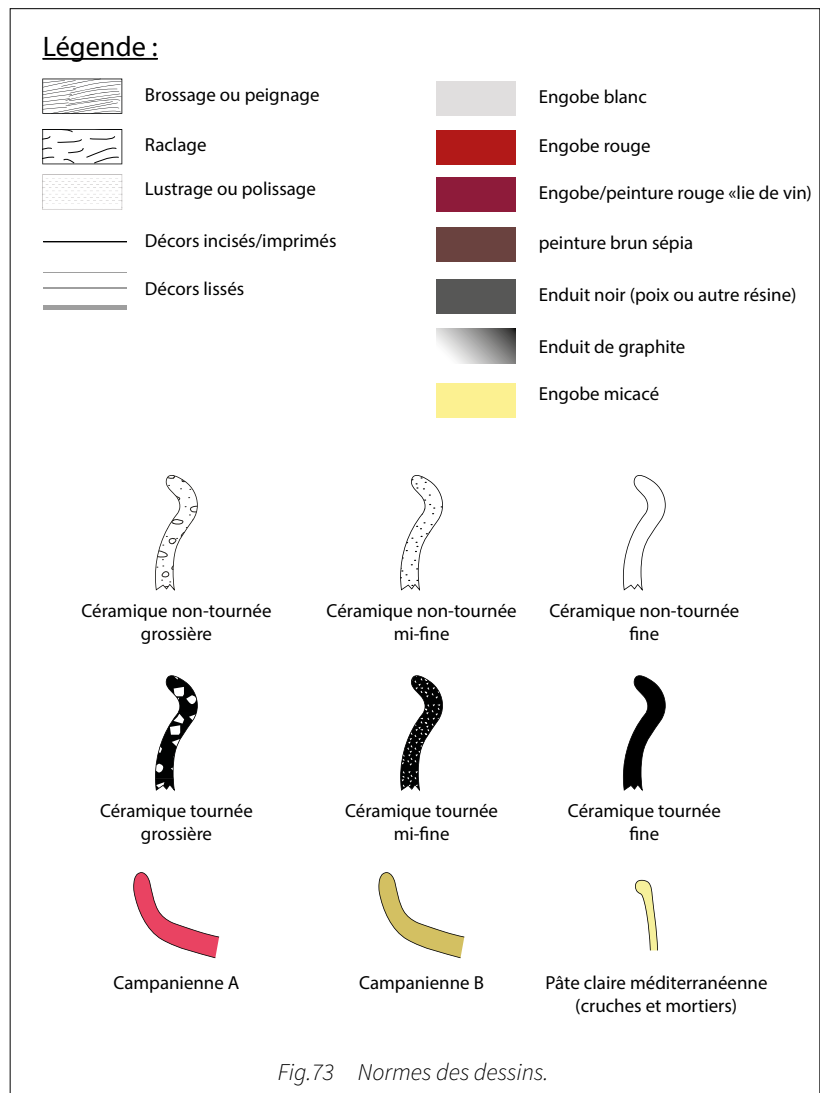 Légende :
Brossage ou peignage
Raclage
Lustrage ou polissage
Décors incisés/imprimés
Décors lissés
Engobe blanc
Engobe rouge
Engobe/peinture rouge «lie de vin)
peinture brun sépia
Enduit noir (poix ou autre résine)
Enduit de graphite
Engobe micacé
Céramique non-tournée
grossière
Céramique non-tournée
mi-fine
Céramique non-tournée
fine
Céramique tournée
grossière
Céramique tournée
mi-fine
Céramique tournée
fine
Campanienne A
Campanienne B
Pâte claire méditerranéenne
(cruches et mortiers)
Fig.73 Normes des dessins.